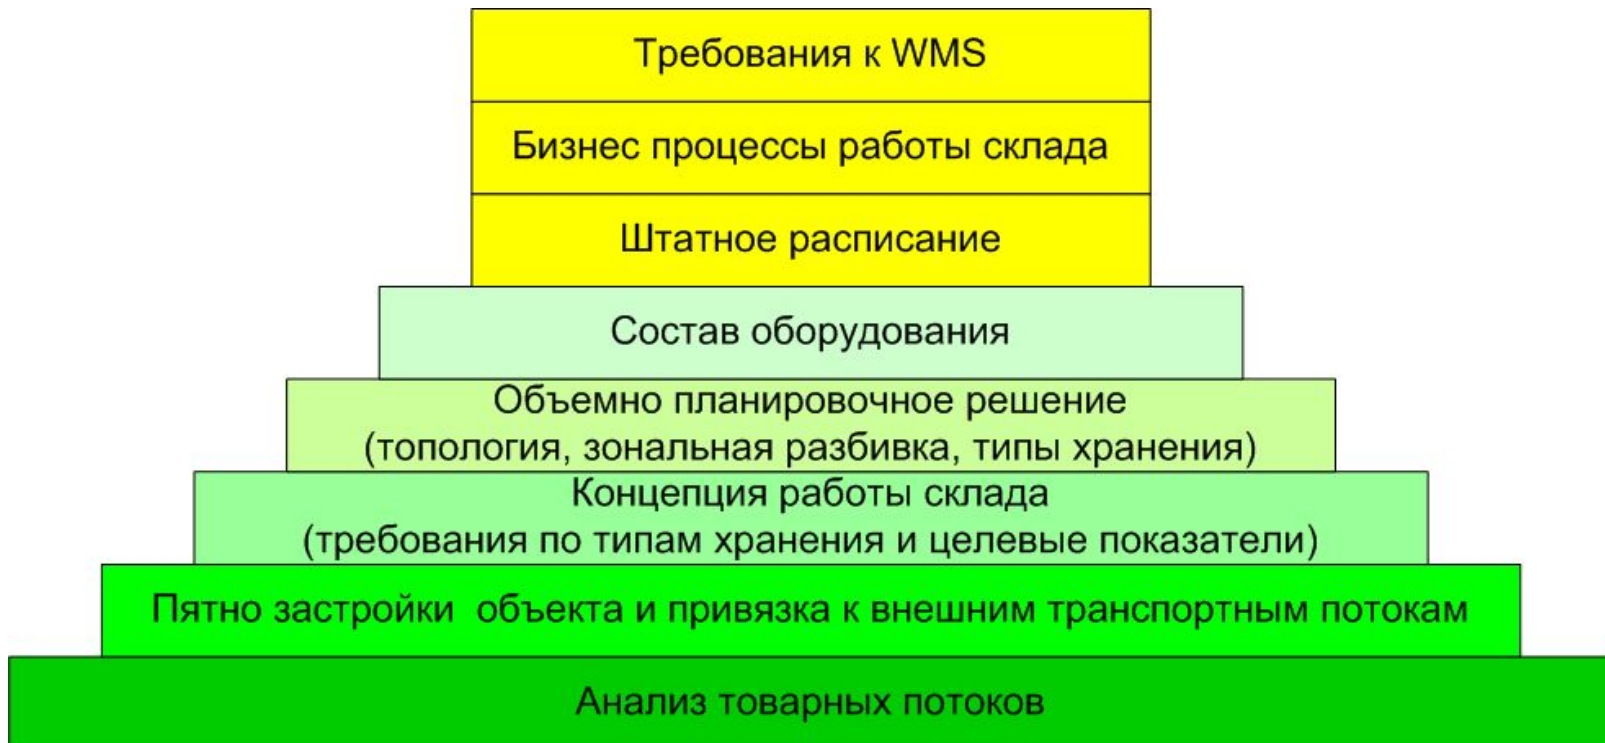 Требования к WMS
Бизнес процессы работы склада
Штатное расписание
Состав оборудования
Объемно планировочное решение
(топология, зональная разбивка, типы хранения)
Концепция работы склада
(требования по типам хранения и целевые показатели)
Пятно застройки  объекта и привязка к внешним транспортным потокам
Анализ товарных потоков